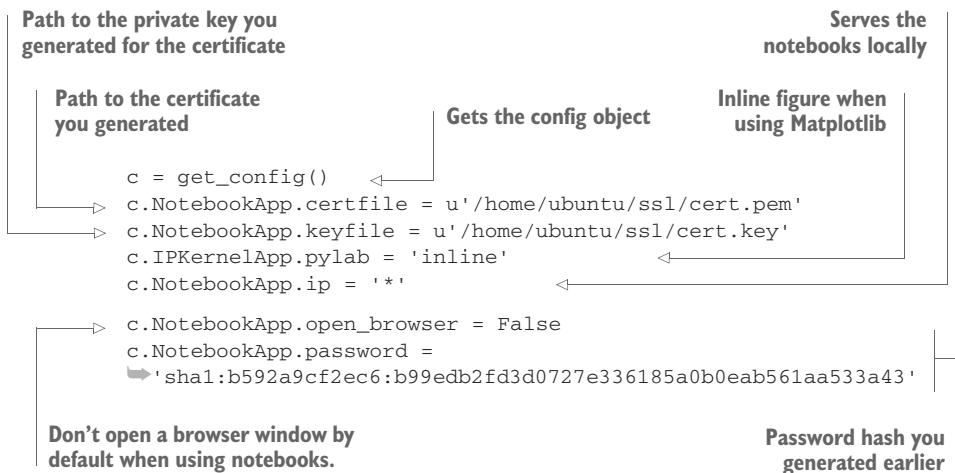 Path to the private key you
generated for the certificate
Serves the
notebooks locally
Path to the certificate
you generated
Gets the config object
Inline figure when
using Matplotlib
c = get_config()
c.NotebookApp.certfile = u'/home/ubuntu/ssl/cert.pem'
c.NotebookApp.keyfile = u'/home/ubuntu/ssl/cert.key'
c.IPKernelApp.pylab = 'inline'
c.NotebookApp.ip = '*'
c.NotebookApp.open_browser = False
c.NotebookApp.password =
'sha1:b592a9cf2ec6:b99edb2fd3d0727e336185a0b0eab561aa533a43'
Don't open a browser window by
default when using notebooks.
Password hash you
generated earlier